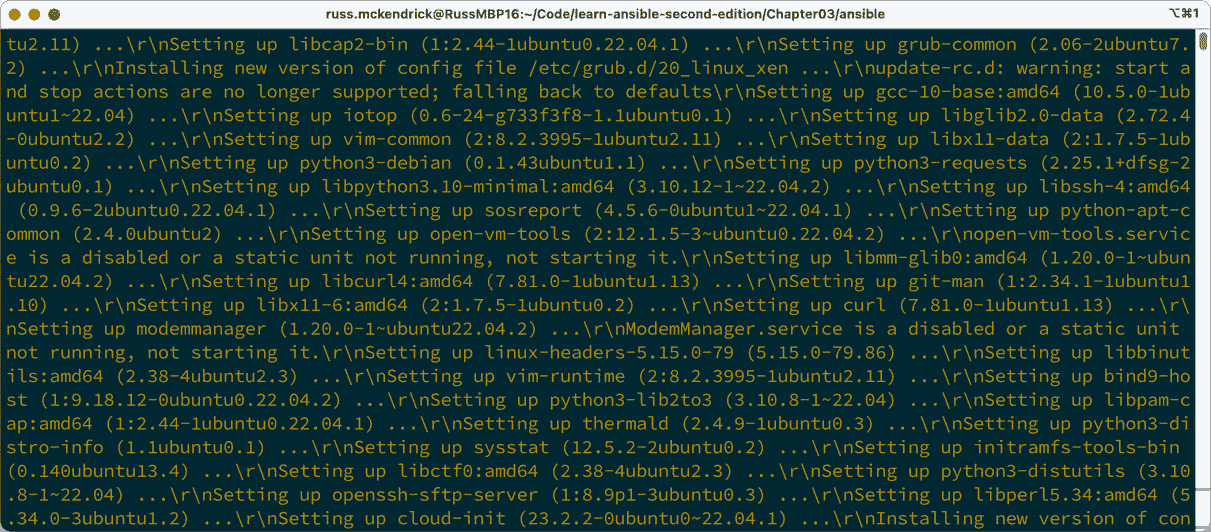 russ.mckendrick@RussMBP16:~/Code/learn-ansible-second-edition/Chapter03/ansible
⌥⌘1
tu2.11) ...\r\nSetting up libcap2-bin (1:2.44-1ubuntu0.22.04.1) ...\r\nSetting up grub-common (2.06-2ubuntu7.
2) ...\r\nInstalling new version of config file /etc/grub.d/20_linux_xen ...\r\nupdate-rc.d: warning: start a
nd stop actions are no longer supported; falling back to defaults\r\nSetting up gcc-10-base:amd64 (10.5.0-1ub
untu1~22.04) ...\r\nSetting up iotop (0.6-24-g733f3f8-1.1ubuntu0.1) ...\r\nSetting up libglib2.0-data (2.72.4
-0ubuntu2.2) ...\r\nSetting up vim-common (2:8.2.3995-1ubuntu2.11) ...\r\nSetting up libx11-data (2:1.7.5-1ub
untu0.2) ...\r\nSetting up python3-debian (0.1.43ubuntu1.1) ...\r\nSetting up python3-requests (2.25.1+dfsg-2
ubuntu0.1) ...\r\nSetting up libpython3.10-minimal:amd64 (3.10.12-1~22.04.2) ...\r\nSetting up libssh-4:amd64
 (0.9.6-2ubuntu0.22.04.1) ...\r\nSetting up sosreport (4.5.6-0ubuntu1~22.04.1) ...\r\nSetting up python-apt-c
ommon (2.4.0ubuntu2) ...\r\nSetting up open-vm-tools (2:12.1.5-3~ubuntu0.22.04.2) ...\r\nopen-vm-tools.servic
e is a disabled or a static unit not running, not starting it.\r\nSetting up libmm-glib0:amd64 (1.20.0-1~ubun
tu22.04.2) ...\r\nSetting up libcurl4:amd64 (7.81.0-1ubuntu1.13) ...\r\nSetting up git-man (1:2.34.1-1ubuntu1
.10) ...\r\nSetting up libx11-6:amd64 (2:1.7.5-1ubuntu0.2) ...\r\nSetting up curl (7.81.0-1ubuntu1.13) ...\r\
nSetting up modemmanager (1.20.0-1~ubuntu22.04.2) ...\r\nModemManager.service is a disabled or a static unit 
not running, not starting it.\r\nSetting up linux-headers-5.15.0-79 (5.15.0-79.86) ...\r\nSetting up libbinut
ils:amd64 (2.38-4ubuntu2.3) ...\r\nSetting up vim-runtime (2:8.2.3995-1ubuntu2.11) ...\r\nSetting up bind9-ho
st (1:9.18.12-0ubuntu0.22.04.2) ...\r\nSetting up python3-lib2to3 (3.10.8-1~22.04) ...\r\nSetting up libpam-c
ap:amd64 (1:2.44-1ubuntu0.22.04.1) ...\r\nSetting up thermald (2.4.9-1ubuntu0.3) ...\r\nSetting up python3-di
stro-info (1.1ubuntu0.1) ...\r\nSetting up sysstat (12.5.2-2ubuntu0.2) ...\r\nSetting up initramfs-tools-bin 
(0.140ubuntu13.4) ...\r\nSetting up libctf0:amd64 (2.38-4ubuntu2.3) ...\r\nSetting up python3-distutils (3.10
.8-1~22.04) ...\r\nSetting up openssh-sftp-server (1:8.9p1-3ubuntu0.3) ...\r\nSetting up libperl5.34:amd64 (5
.34.0-3ubuntu1.2) ...\r\nSetting up cloud-init (23.2.2-0ubuntu0~22.04.1) ...\r\nInstalling new version of con